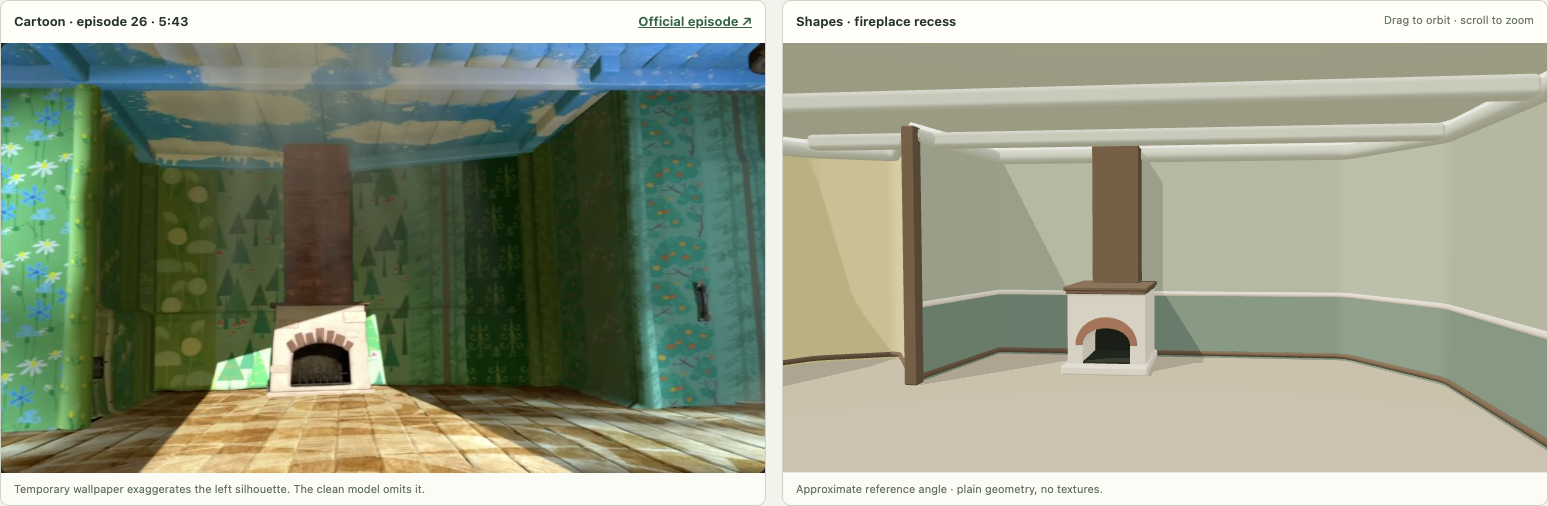 Cartoon · episode 26 · 5:43
Official episode ↗
Shapes · fireplace recess
Drag to orbit · scroll to zoom
Temporary wallpaper exaggerates the left silhouette. The clean model omits it.
Approximate reference angle · plain geometry, no textures.